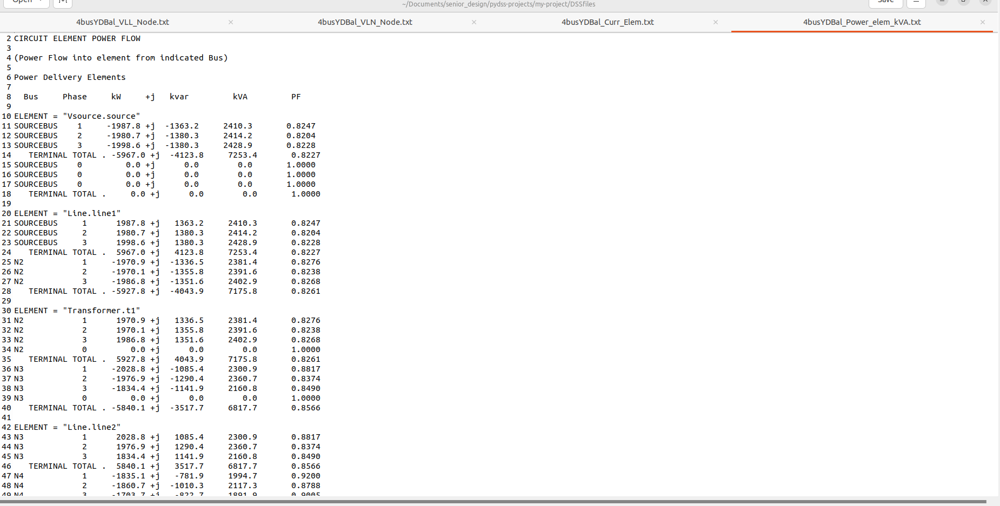 Open
~/Documents/senior_design/pydss-projects/my-project/DSSfiles
Save
4busYDBal_VLL_Node.txt × 4busYDBal_VLN_Node.txt × 4busYDBal_Curr_Elem.txt × 4busYDBal_Power_elem_kVA.txt ×
2 CIRCUIT ELEMENT POWER FLOW
3
4 (Power Flow into element from indicated Bus)
5
6 Power Delivery Elements
7
8 Bus Phase kW +j kvar kVA PF
9
10 ELEMENT = "Vsource.source"
11 SOURCEBUS 1 -1987.8 +j -1363.2 2410.3 0.8247
12 SOURCEBUS 2 -1980.7 +j -1380.3 2414.2 0.8204
13 SOURCEBUS 3 -1998.6 +j -1380.3 2428.9 0.8228
14 TERMINAL TOTAL . -5967.0 +j -4123.8 7253.4 0.8227
15 SOURCEBUS 0 0.0 +j 0.0 0.0 1.0000
16 SOURCEBUS 0 0.0 +j 0.0 0.0 1.0000
17 SOURCEBUS 0 0.0 +j 0.0 0.0 1.0000
18 TERMINAL TOTAL . 0.0 +j 0.0 0.0 1.0000
19
20 ELEMENT = "Line.line1"
21 SOURCEBUS 1 1987.8 +j 1363.2 2410.3 0.8247
22 SOURCEBUS 2 1980.7 +j 1380.3 2414.2 0.8204
23 SOURCEBUS 3 1998.6 +j 1380.3 2428.9 0.8228
24 TERMINAL TOTAL . 5967.0 +j 4123.8 7253.4 0.8227
25 N2 1 -1970.9 +j -1336.5 2381.4 0.8276
26 N2 2 -1970.1 +j -1355.8 2391.6 0.8238
27 N2 3 -1986.8 +j -1351.6 2402.9 0.8268
28 TERMINAL TOTAL . -5927.8 +j -4043.9 7175.8 0.8261
29
30 ELEMENT = "Transformer.t1"
31 N2 1 1970.9 +j 1336.5 2381.4 0.8276
32 N2 2 1970.1 +j 1355.8 2391.6 0.8238
33 N2 3 1986.8 +j 1351.6 2402.9 0.8268
34 N2 0 0.0 +j 0.0 0.0 1.0000
35 TERMINAL TOTAL . 5927.8 +j 4043.9 7175.8 0.8261
36 N3 1 -2028.8 +j -1085.4 2300.9 0.8817
37 N3 2 -1976.9 +j -1290.4 2360.7 0.8374
38 N3 3 -1834.4 +j -1141.9 2160.8 0.8490
39 N3 0 0.0 +j 0.0 0.0 1.0000
40 TERMINAL TOTAL . -5840.1 +j -3517.7 6817.7 0.8566
41
42 ELEMENT = "Line.line2"
43 N3 1 2028.8 +j 1085.4 2300.9 0.8817
44 N3 2 1976.9 +j 1290.4 2360.7 0.8374
45 N3 3 1834.4 +j 1141.9 2160.8 0.8490
46 TERMINAL TOTAL . 5840.1 +j 3517.7 6817.7 0.8566
47 N4 1 -1835.1 +j -781.9 1994.7 0.9200
48 N4 2 -1860.7 +j -1010.3 2117.3 0.8788
49 N4 3 -1703.7 +j -822.7 1891.9 0.9005